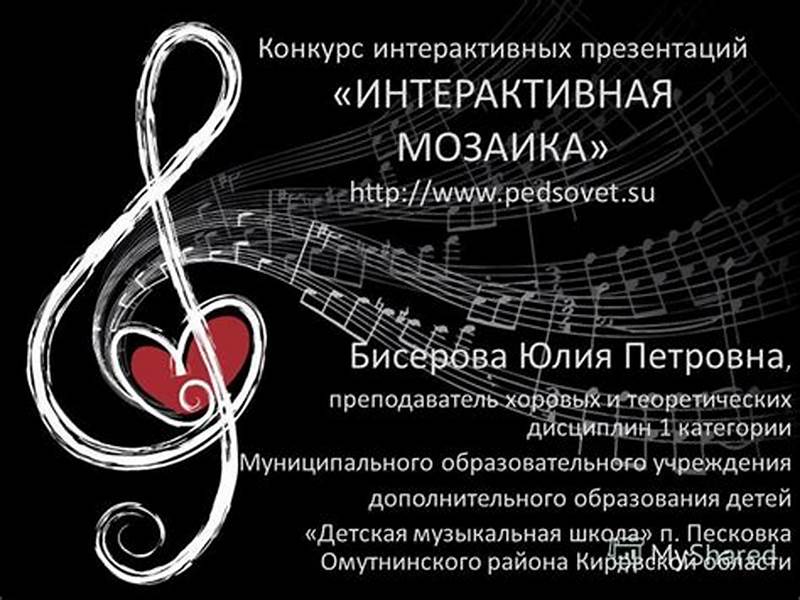 Конкурс интерактивных презентаций
«ИНТЕРАКТИВНАЯ
МОЗАИКА»
http://www.pedsovet.su
Бисерова Юлия Петровна,
преподаватель хоровых и теоретических
дисциплин 1 категории
Муниципального образовательного учреждения
дополнительного образования детей
«Детская музыкальная школа» п. Песковка
Омутнинского района Кировской области
MyShared